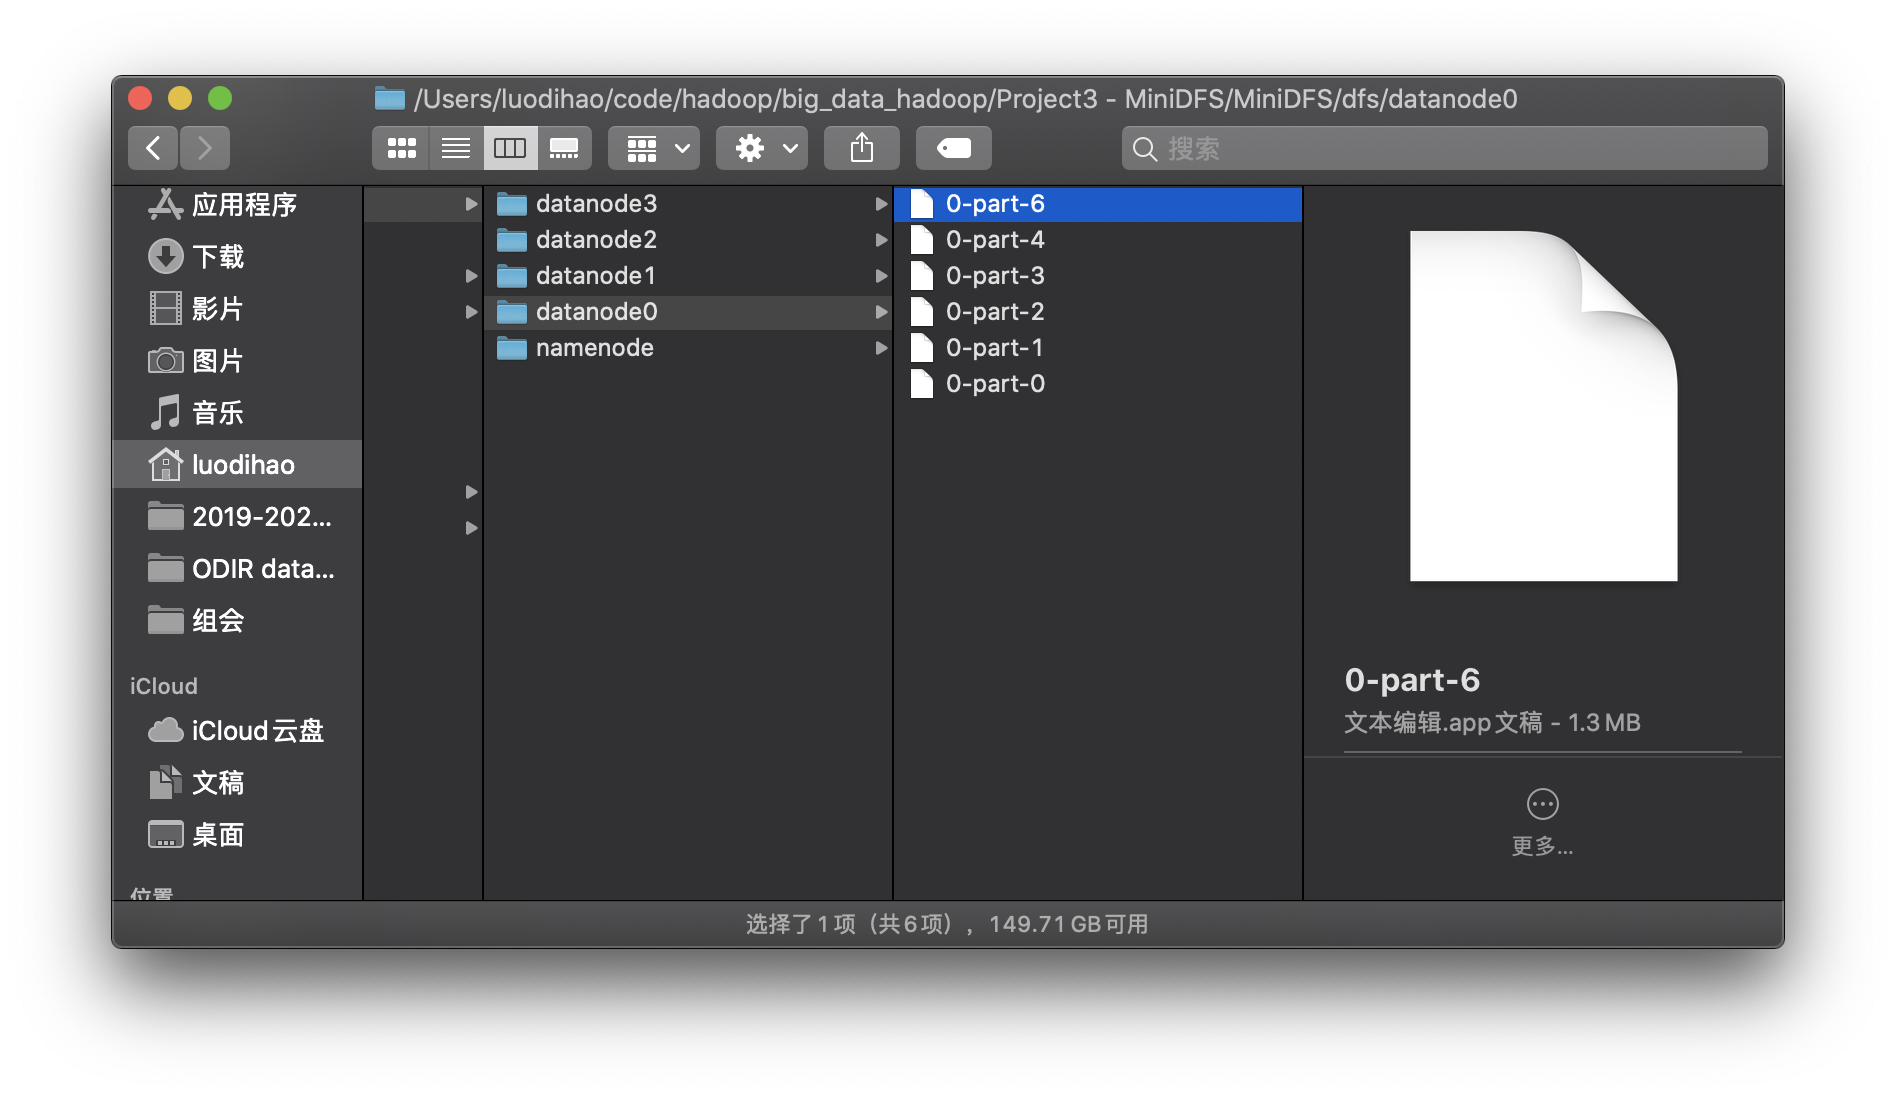 /Users/luodihao/code/hadoop/big_data_hadoop/Project3 - MiniDFS/MiniDFS/dfs/datanode0
搜索
应用程序
下载
影片
图片
音乐
luodihao
2019-202...
ODIR data...
组会
iCloud
iCloud云盘
文稿
桌面
位置
datanode3
datanode2
datanode1
datanode0
namenode
0-part-6
0-part-4
0-part-3
0-part-2
0-part-1
0-part-0
0-part-6
文本编辑.app文稿 - 1.3 MB
更多...
选择了1项（共6项），149.71 GB可用